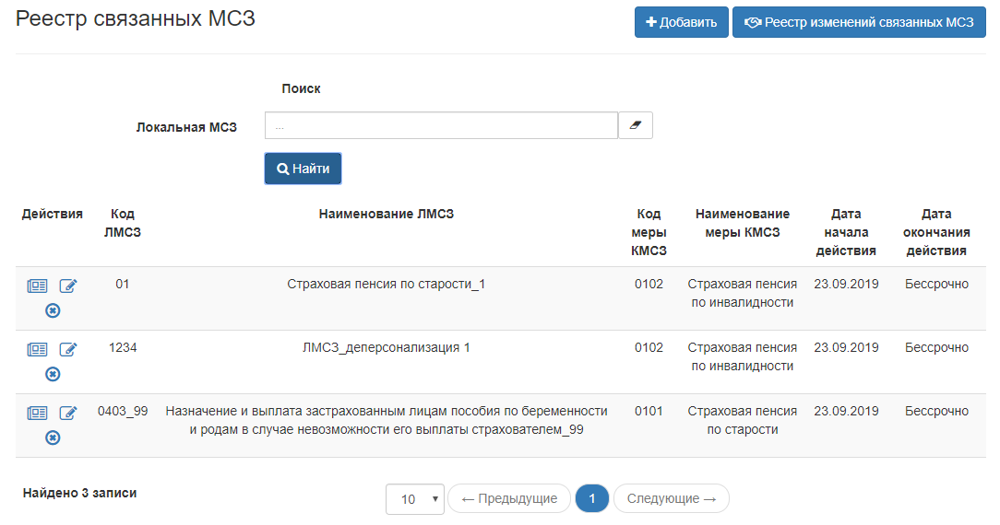 Реестр связанных МСЗ
Добавить
Реестр изменений связанных МСЗ
Поиск
Локальная МСЗ
...
Найти
Действия Код ЛМСЗ Наименование ЛМСЗ Код меры КМСЗ Наименование меры КМСЗ Дата начала действия Дата окончания действия
01 Страховая пенсия по старости_1 0102 Страховая пенсия 23.09.2019 Бессрочно
по инвалидности
1234 ЛМСЗ_деперсонализация 1 0102 Страховая пенсия 23.09.2019 Бессрочно
по инвалидности
0403_99 Назначение и выплата застрахованным лицам пособия по беременности 0101 Страховая пенсия 23.09.2019 Бессрочно
и родам в случае невозможности его выплаты страхователем_99 по старости
Найдено 3 записи
10 ← Предыдущие 1 Следующие →